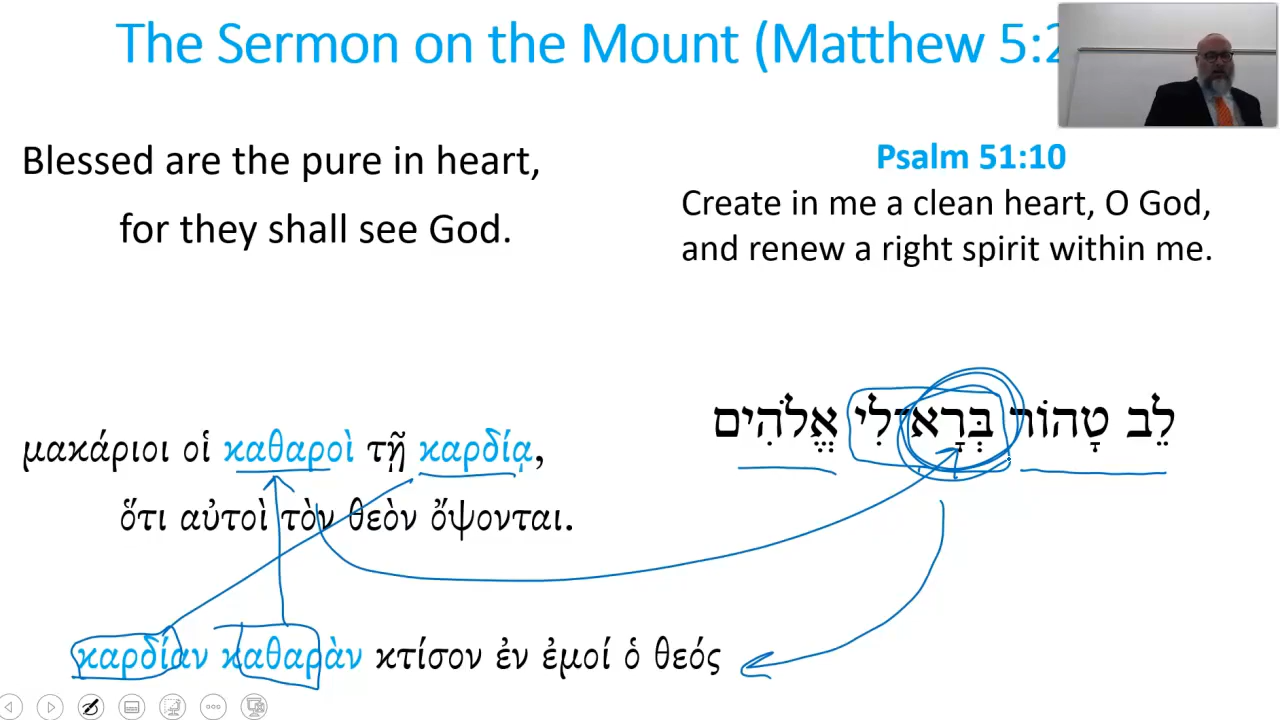 The Sermon on the Mount (Matthew 5:2
Blessed are the pure in heart,
for they shall see God.
Psalm 51:10
Create in me a clean heart, O God,
and renew a right spirit within me.
μακάριοι οἱ καθαροὶ τῇ καρδίᾳ,
ὅτι αὐτοὶ τὸν θεὸν ὄψονται.
לֵב טָהוֹר בְּרָא־לִי אֱלֹהִים
καρδίαν καθαρὰν κτίσον ἐν ἐμοί ὁ θεός